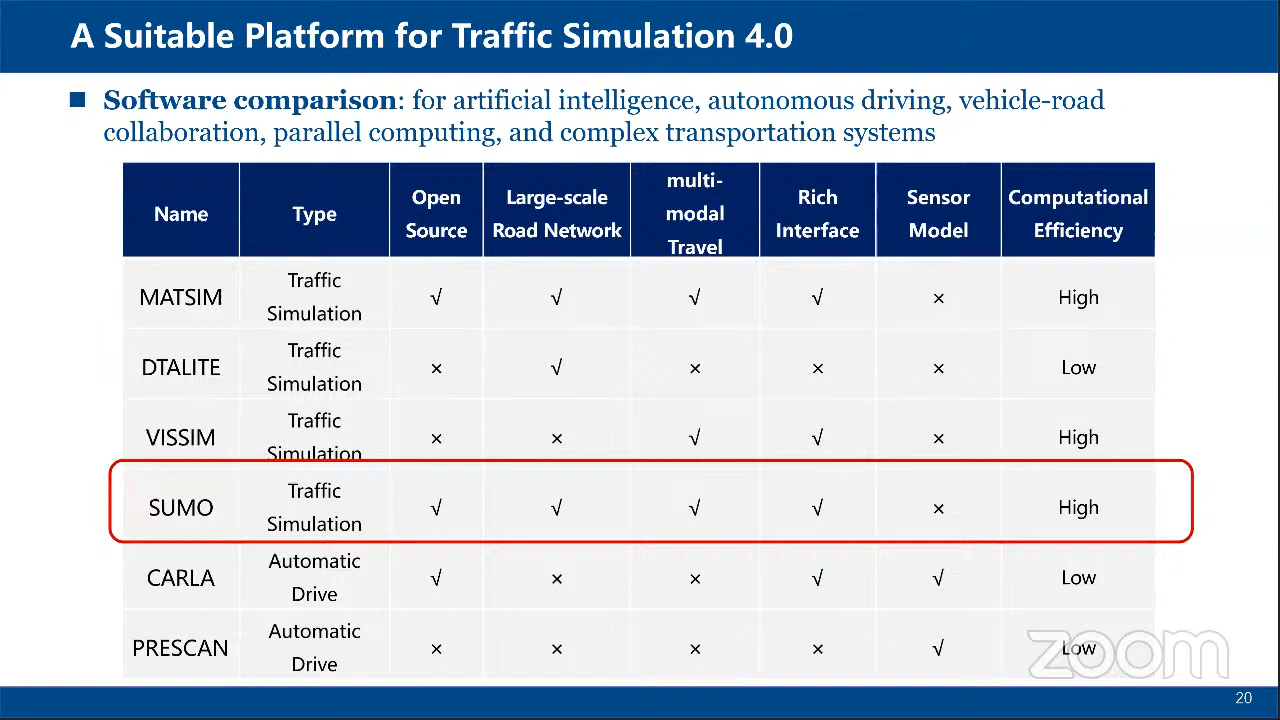 A Suitable Platform for Traffic Simulation 4.0
■ Software comparison: for artificial intelligence, autonomous driving, vehicle-road
collaboration, parallel computing, and complex transportation systems
Name Type Open Source Large-scale Road Network multi-modal Travel Rich Interface Sensor Model Computational Efficiency
MATSIM Traffic Simulation √ √ √ √ × High
DTALITE Traffic Simulation × √ × × × Low
VISSIM Traffic Simulation × × √ √ × High
SUMO Traffic Simulation √ √ √ √ × High
CARLA Automatic Drive √ × × √ √ Low
PRESCAN Automatic Drive × × × × √ Low
zoom
20